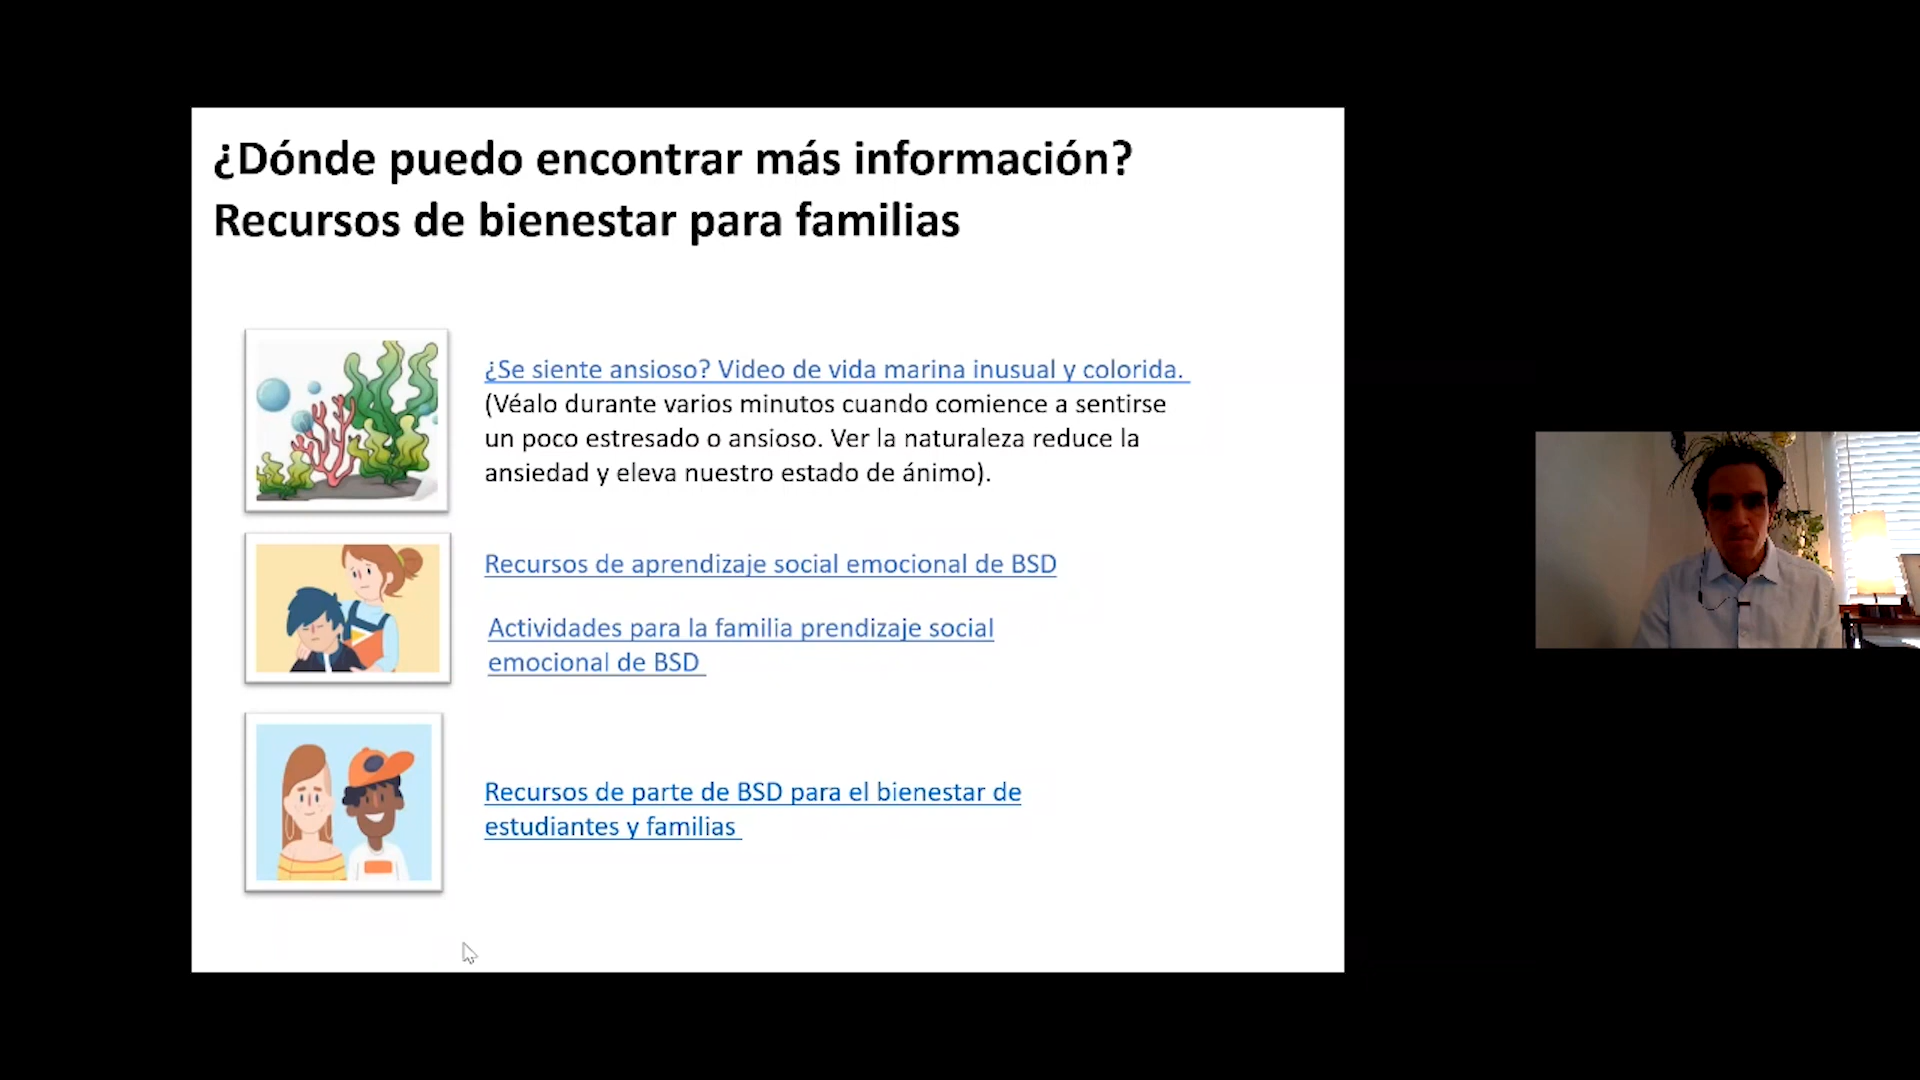 ¿Dónde puedo encontrar más información?
Recursos de bienestar para familias
¿Se siente ansioso? Video de vida marina inusual y colorida.
(Véalo durante varios minutos cuando comience a sentirse
un poco estresado o ansioso. Ver la naturaleza reduce la
ansiedad y eleva nuestro estado de ánimo).
Recursos de aprendizaje social emocional de BSD
Actividades para la familia prendizaje social
emocional de BSD
Recursos de parte de BSD para el bienestar de
estudiantes y familias